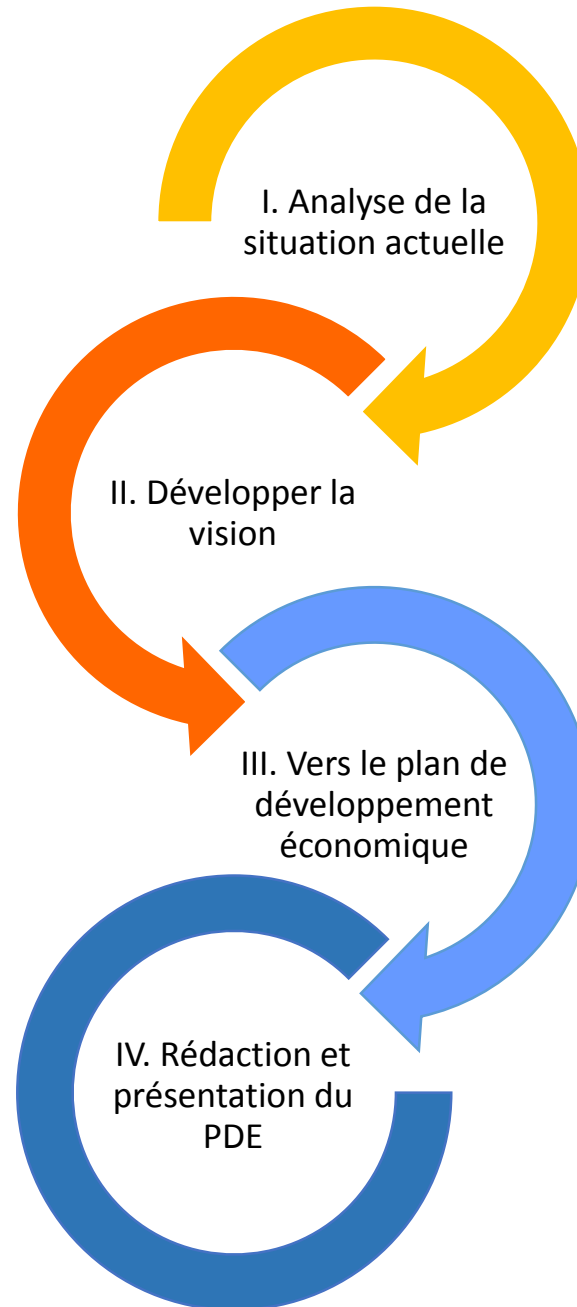 I. Analyse de la
situation actuelle
II. Développer la
vision
III. Vers le plan de
développement
économique
IV. Rédaction et
présentation du
PDE